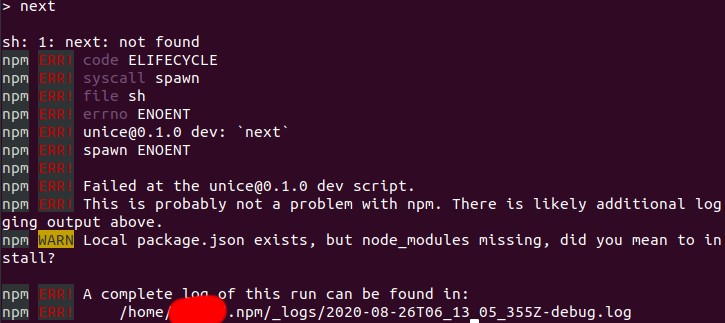 > next
sh: 1: next: not found
npm ERR! code ELIFECYCLE
npm ERR! syscall spawn
npm ERR! file sh
npm ERR! errno ENOENT
npm ERR! unice@0.1.0 dev: `next`
npm ERR! spawn ENOENT
npm ERR!
npm ERR! Failed at the unice@0.1.0 dev script.
npm ERR! This is probably not a problem with npm. There is likely additional log
ging output above.
npm WARN Local package.json exists, but node_modules missing, did you mean to in
stall?
npm ERR! A complete log of this run can be found in:
npm ERR!     /home/ .npm/_logs/2020-08-26T06_13_05_355Z-debug.log